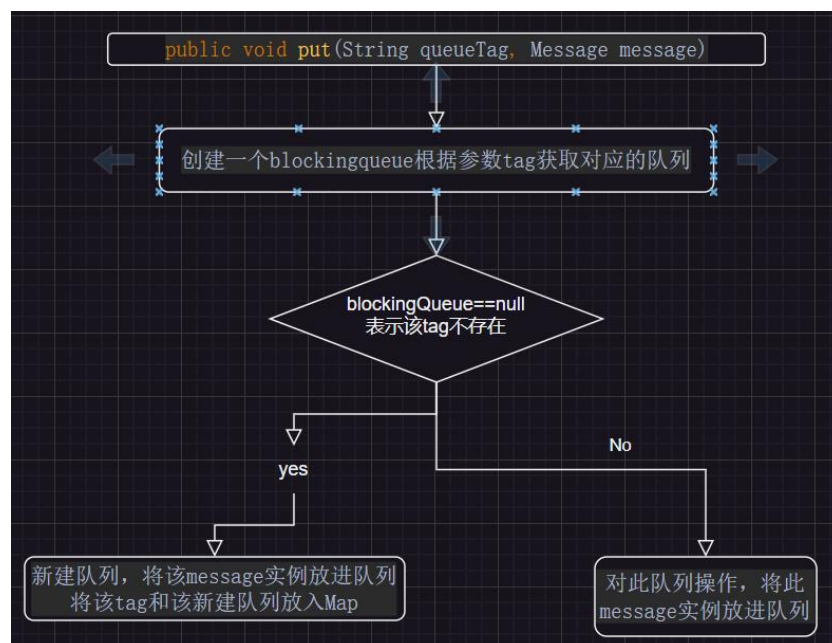 public void put(String queueTag, Message message)
创建一个blockingqueue根据参数tag获取对应的队列
blockingQueue==null
表示该tag不存在
yes
No
新建队列，将该message实例放进队列
将该tag和该新建队列放入Map
对此队列操作，将此
message实例放进队列